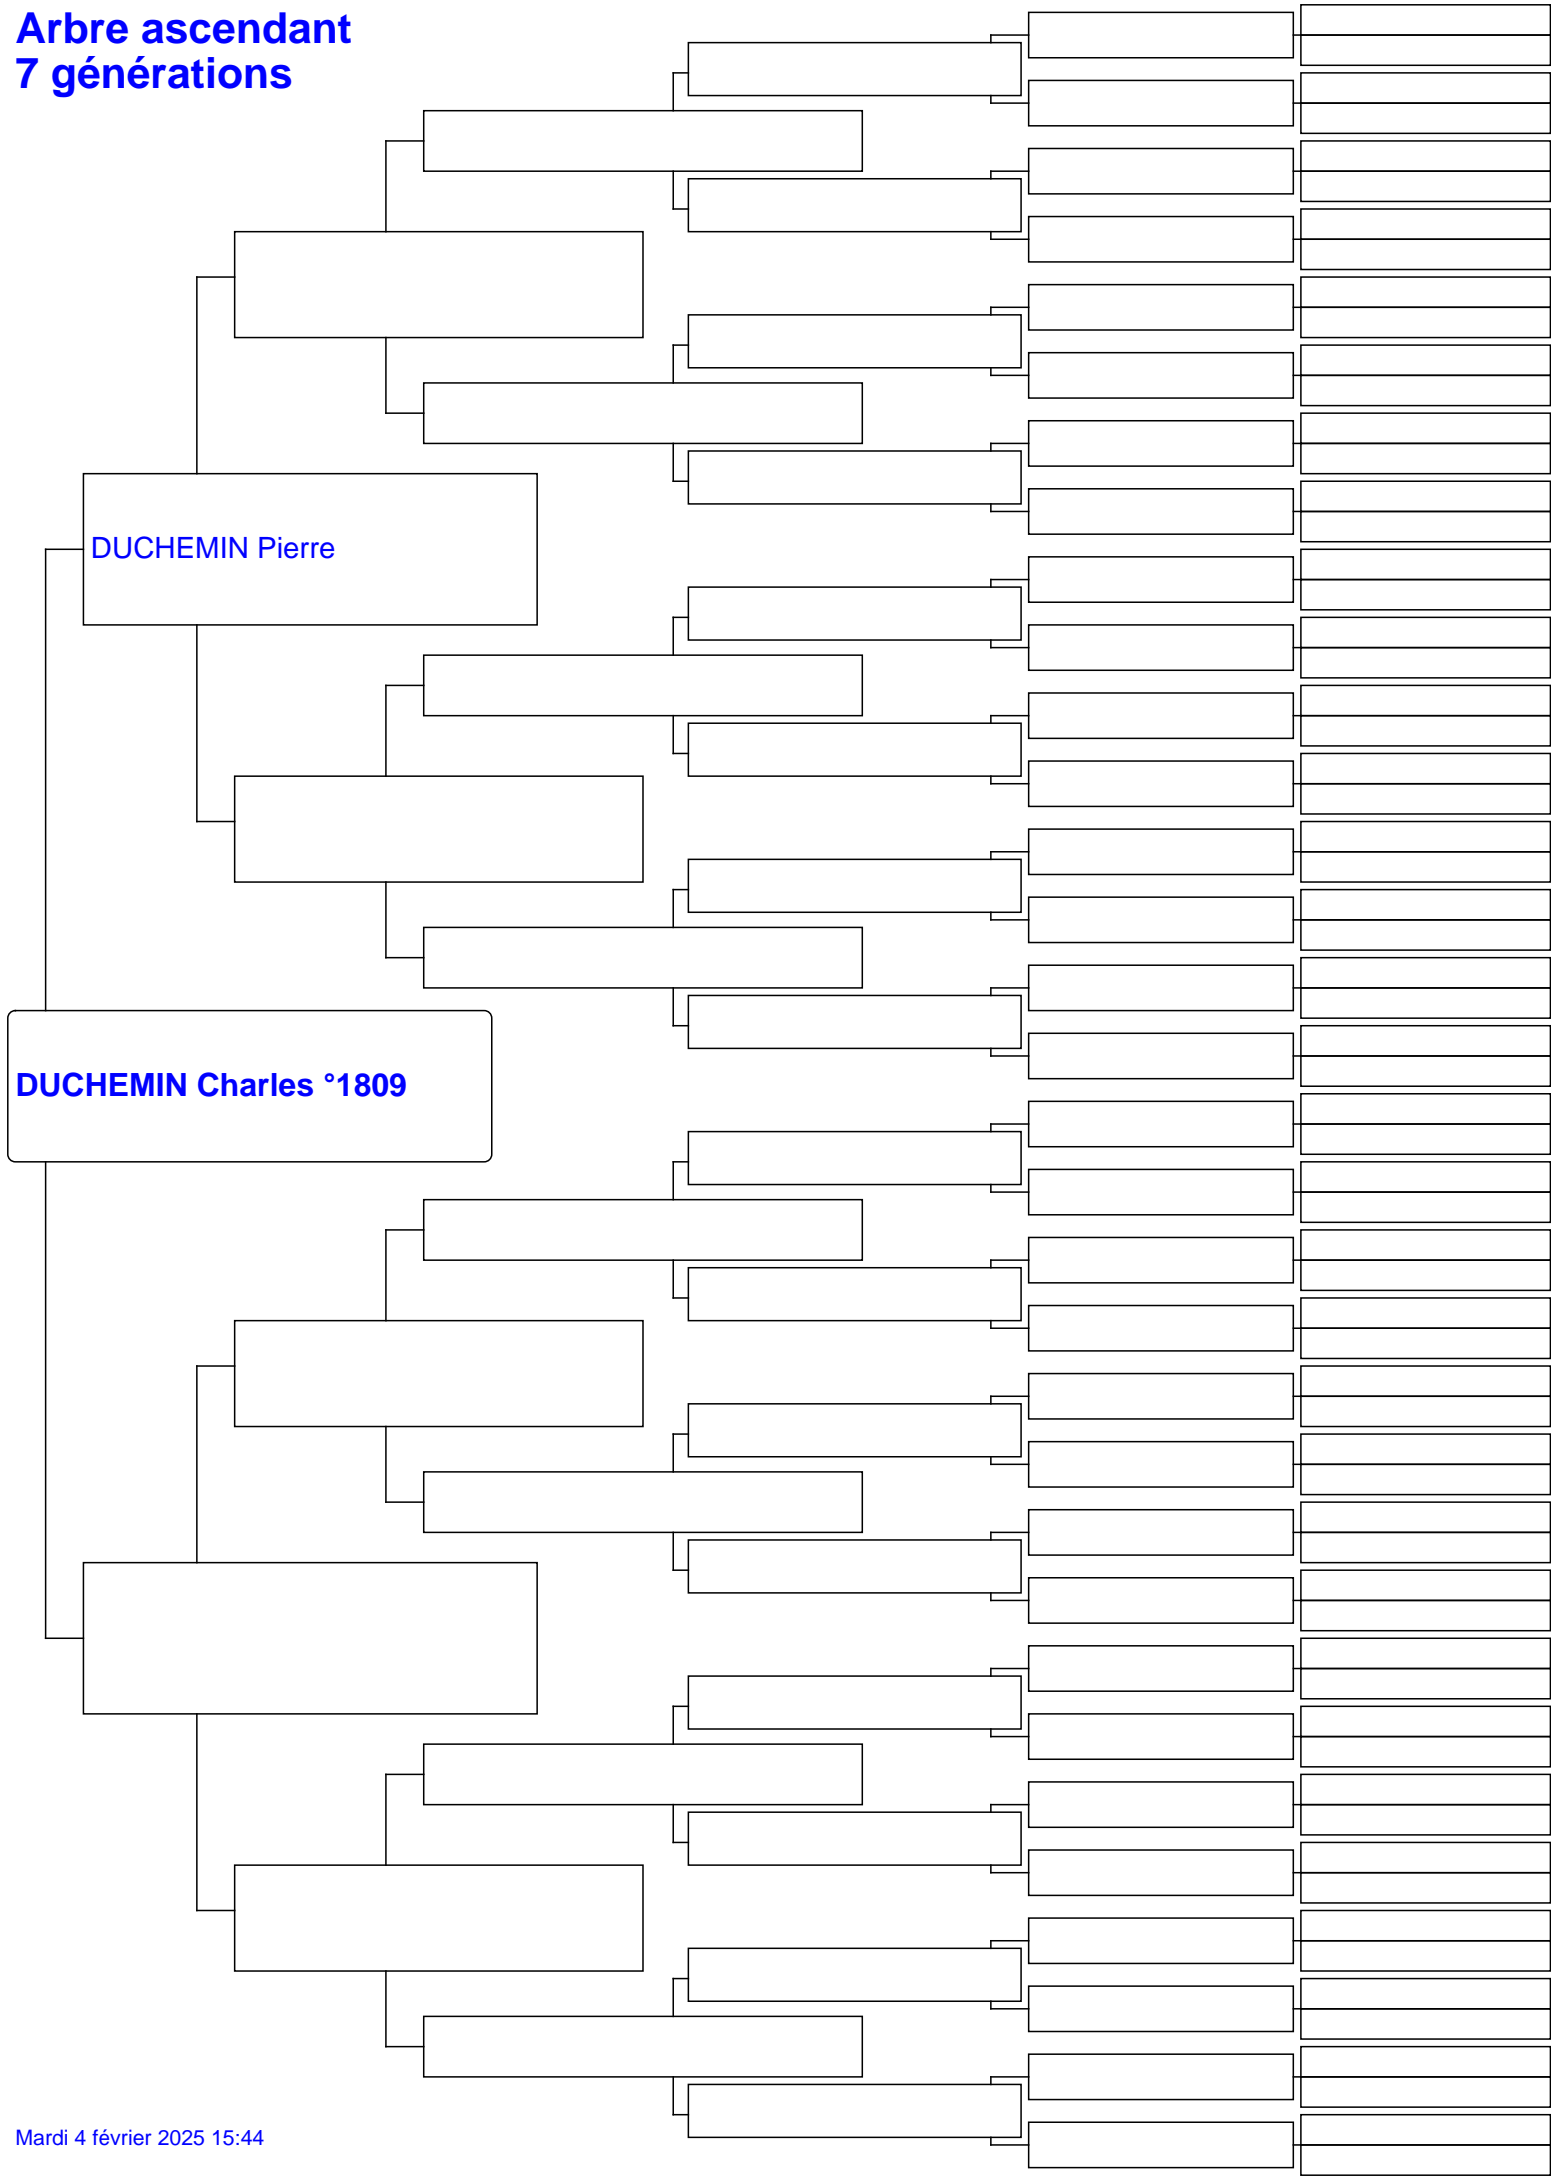 Arbre ascendant
7 générations
DUCHEMIN Pierre
DUCHEMIN Charles °1809
Mardi 4 février 2025 15:44